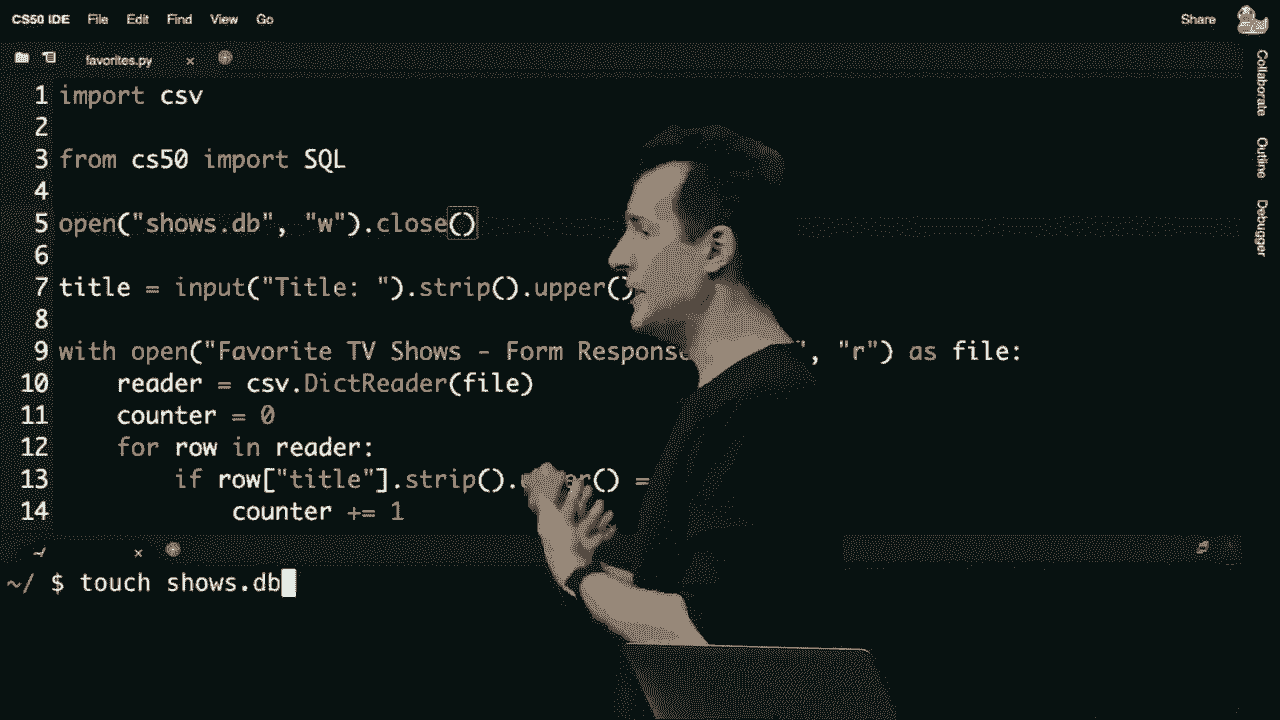 CS50 IDE File Edit Find View Go Share
favorites.py
Collaborate
Outline
Debugger
1 import csv
2
3 from cs50 import SQL
4
5 open("shows.db", "w").close()
6
7 title = input("Title: ").strip().upper()
8
9 with open("Favorite TV Shows - Form ", "r") as file:
10 reader = csv.DictReader(file)
11 counter = 0
12 for row in reader:
13 if row["title"].strip(). () =
14 counter += 1
~/ $ touch shows.db